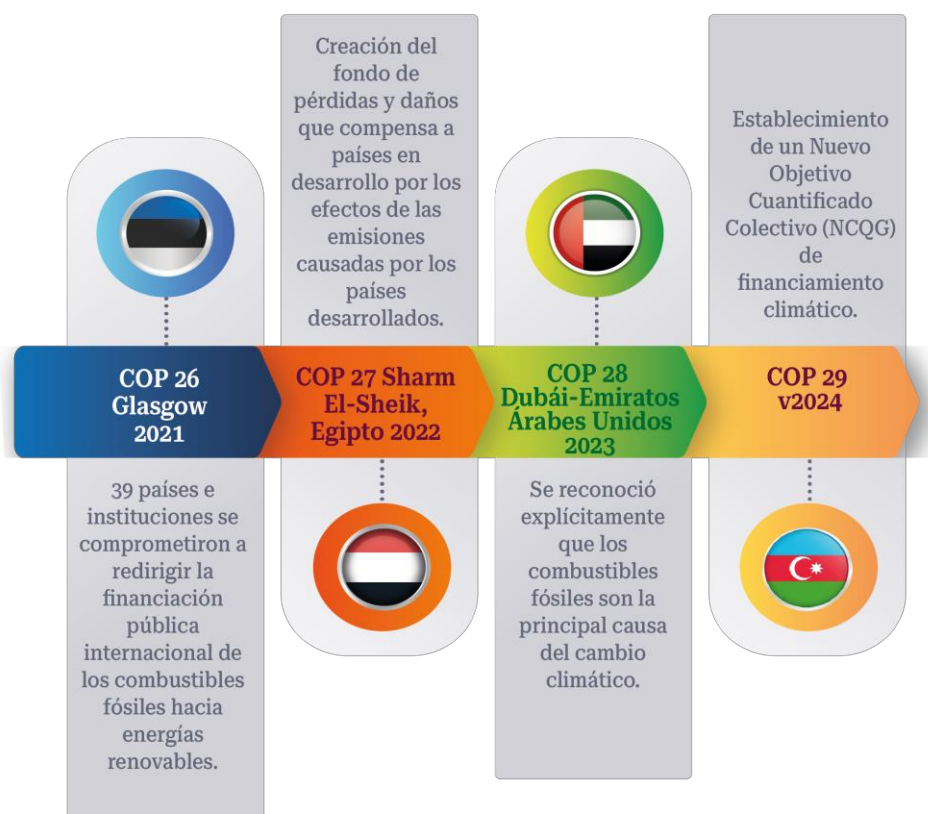 COP 26
Glasgow
2021
39 países e
instituciones se
comprometiron a
redirigir la
financiación
pública
internacional de
los combustibles
fósiles hacia
energías
renovables.
Creación del
fondo de
pérdidas y daños
que compensa a
países en
desarrollo por los
efectos de las
emisiones
causadas por los
países
desarrollados.
COP 27 Sharm
El-Sheik,
Egipto 2022
COP 28
Dubái-Emiratos
Árabes Unidos
2023
Se reconoció
explícitamente
que los
combustibles
fósiles son la
principal causa
del cambio
climático.
Establecimiento
de un Nuevo
Objetivo
Cuantificado
Colectivo (NCQG)
de
financiamiento
climático.
COP 29
v2024